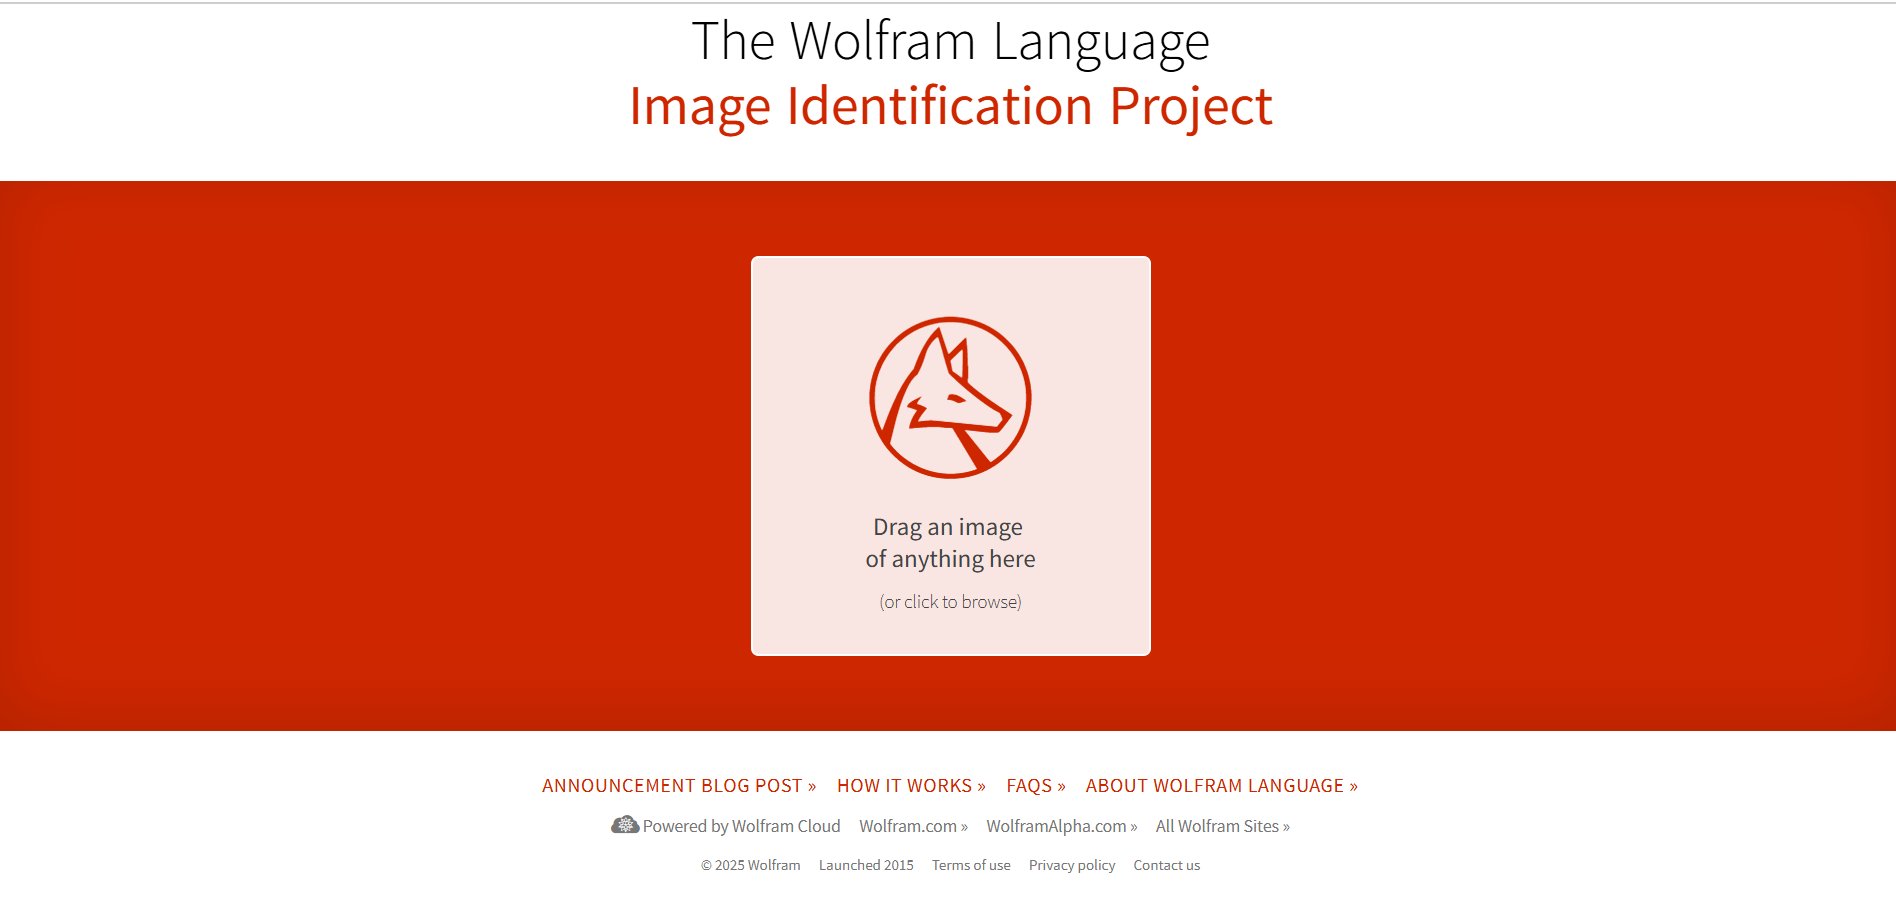 The Wolfram Language
Image Identification Project
Drag an image
of anything here
(or click to browse)
ANNOUNCEMENT BLOG POST » HOW IT WORKS » FAQS » ABOUT WOLFRAM LANGUAGE »
Powered by Wolfram Cloud Wolfram.com » WolframAlpha.com » All Wolfram Sites »
© 2025 Wolfram Launched 2015 Terms of use Privacy policy Contact us